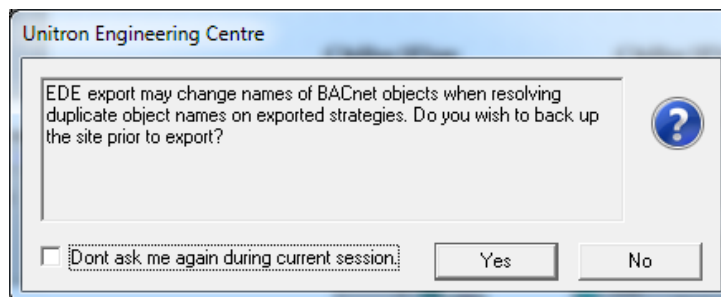 Unitron Engineering Centre
EDE export may change names of BACnet objects when resolving
duplicate object names on exported strategies. Do you wish to back up
the site prior to export?
Dont ask me again during current session.
Yes
No